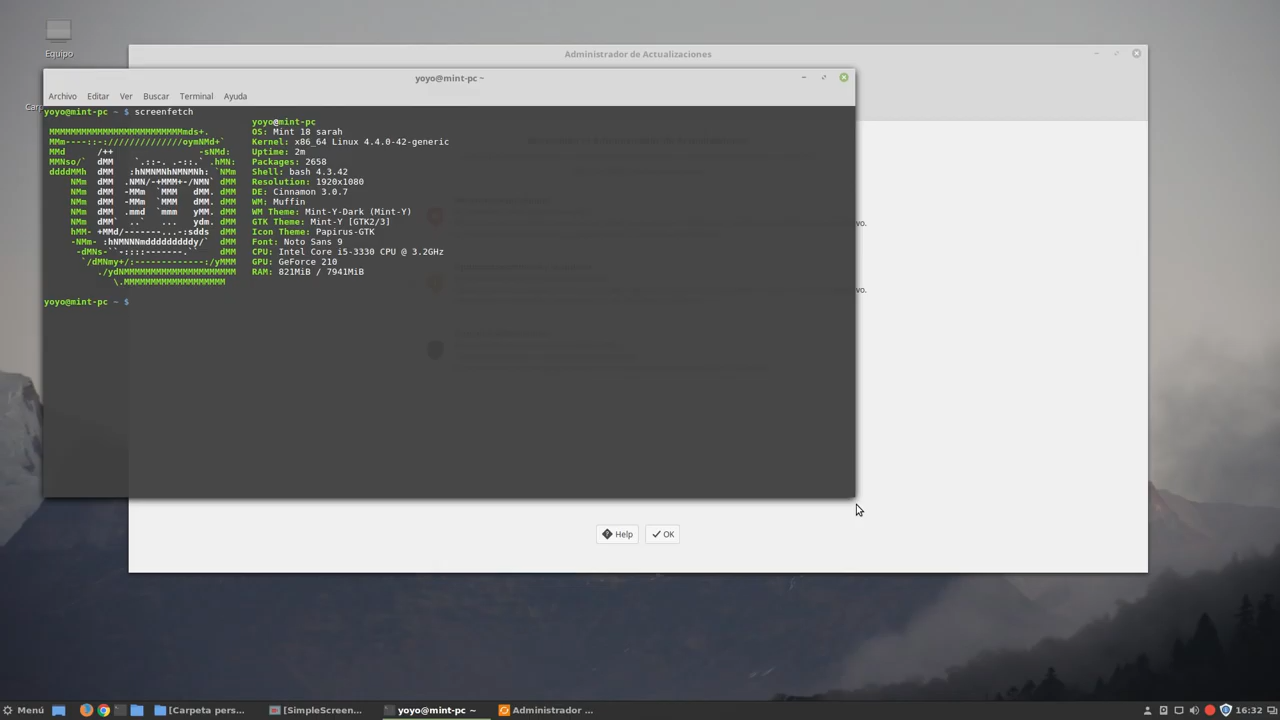 Equipo
Administrador de Actualizaciones
yoyo@mint-pc ~
Archivo Editar Ver Buscar Terminal Ayuda
yoyo@mint-pc ~ $ screenfetch
yoyo@mint-pc
OS: Mint 18 sarah
Kernel: x86_64 Linux 4.4.0-42-generic
Uptime: 2m
Packages: 2658
Shell: bash 4.3.42
Resolution: 1920x1080
DE: Cinnamon 3.0.7
WM: Muffin
WM Theme: Mint-Y-Dark (Mint-Y)
GTK Theme: Mint-Y [GTK2/3]
Icon Theme: Papirus-GTK
Font: Noto Sans 9
CPU: Intel Core i5-3330 CPU @ 3.2GHz
GPU: GeForce 210
RAM: 821MiB / 7941MiB
yoyo@mint-pc ~ $
vo.
vo.
Help OK
Menú [Carpeta pers... [SimpleScreen... yoyo@mint-pc ~ Administrador ... 16:32